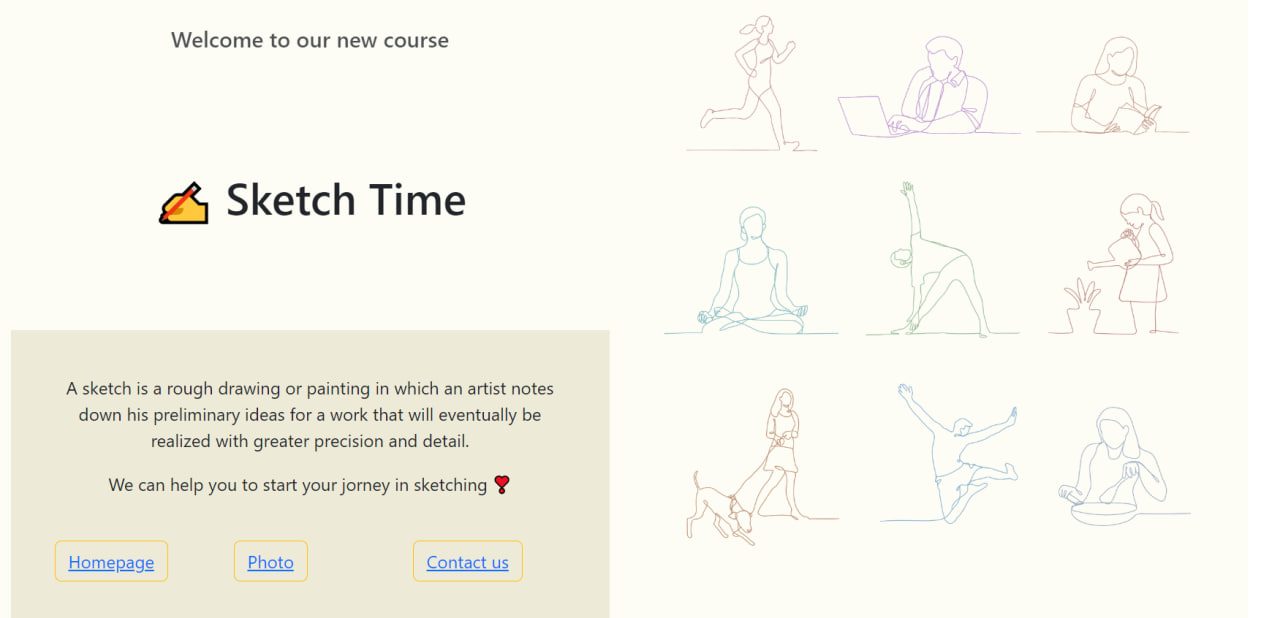 Welcome to our new course
✍️ Sketch Time
A sketch is a rough drawing or painting in which an artist notes
down his preliminary ideas for a work that will eventually be
realized with greater precision and detail.
We can help you to start your jorney in sketching ❣️
Homepage
Photo
Contact us